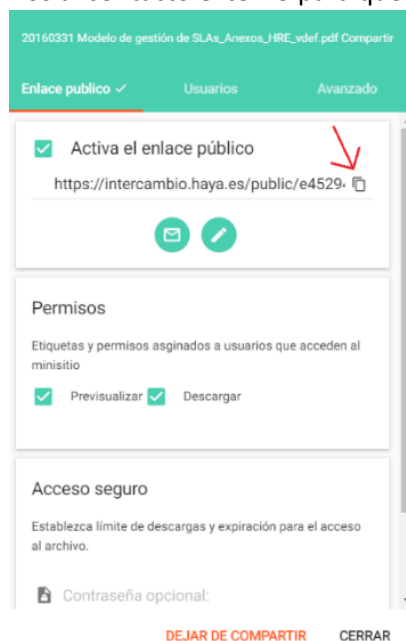 20160331 Modelo de gestión de SLAs_Anexos_HRE_vdef.pdf Compartir
Enlace publico ✓ Usuarios Avanzado
Activa el enlace público
https://intercambio.haya.es/public/e4529
Permisos
Etiquetas y permisos asginados a usuarios que acceden al
minisitio
Previsualizar Descargar
Acceso seguro
Establezca límite de descargas y expiración para el acceso
al archivo.
Contraseña opcional:
DEJAR DE COMPARTIR CERRAR